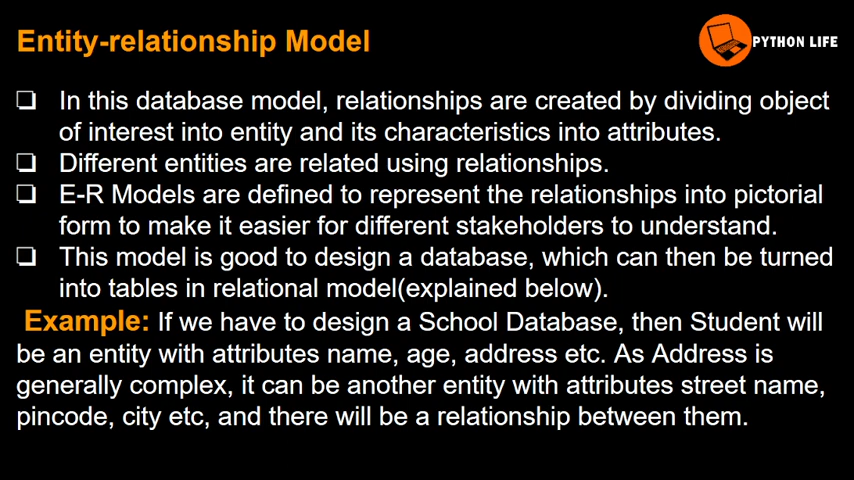 Entity-relationship Model
PYTHON LIFE
❑ In this database model, relationships are created by dividing object
of interest into entity and its characteristics into attributes.
❑ Different entities are related using relationships.
❑ E-R Models are defined to represent the relationships into pictorial
form to make it easier for different stakeholders to understand.
❑ This model is good to design a database, which can then be turned
into tables in relational model(explained below).
Example: If we have to design a School Database, then Student will
be an entity with attributes name, age, address etc. As Address is
generally complex, it can be another entity with attributes street name,
pincode, city etc, and there will be a relationship between them.